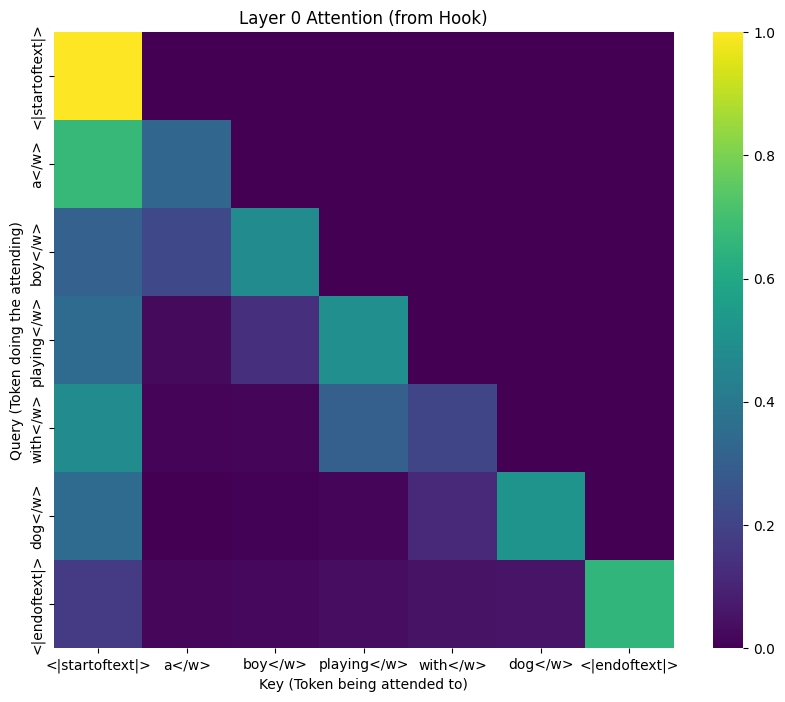 Layer 0 Attention (from Hook)
Query (Token doing the attending)
<|startoftext|>
a</w>
boy</w>
playing</w>
with</w>
dog</w>
<|endoftext|>
1.0
0.8
0.6
0.4
0.2
0.0
<|startoftext|> a</w> boy</w> playing</w> with</w> dog</w> <|endoftext|>
Key (Token being attended to)